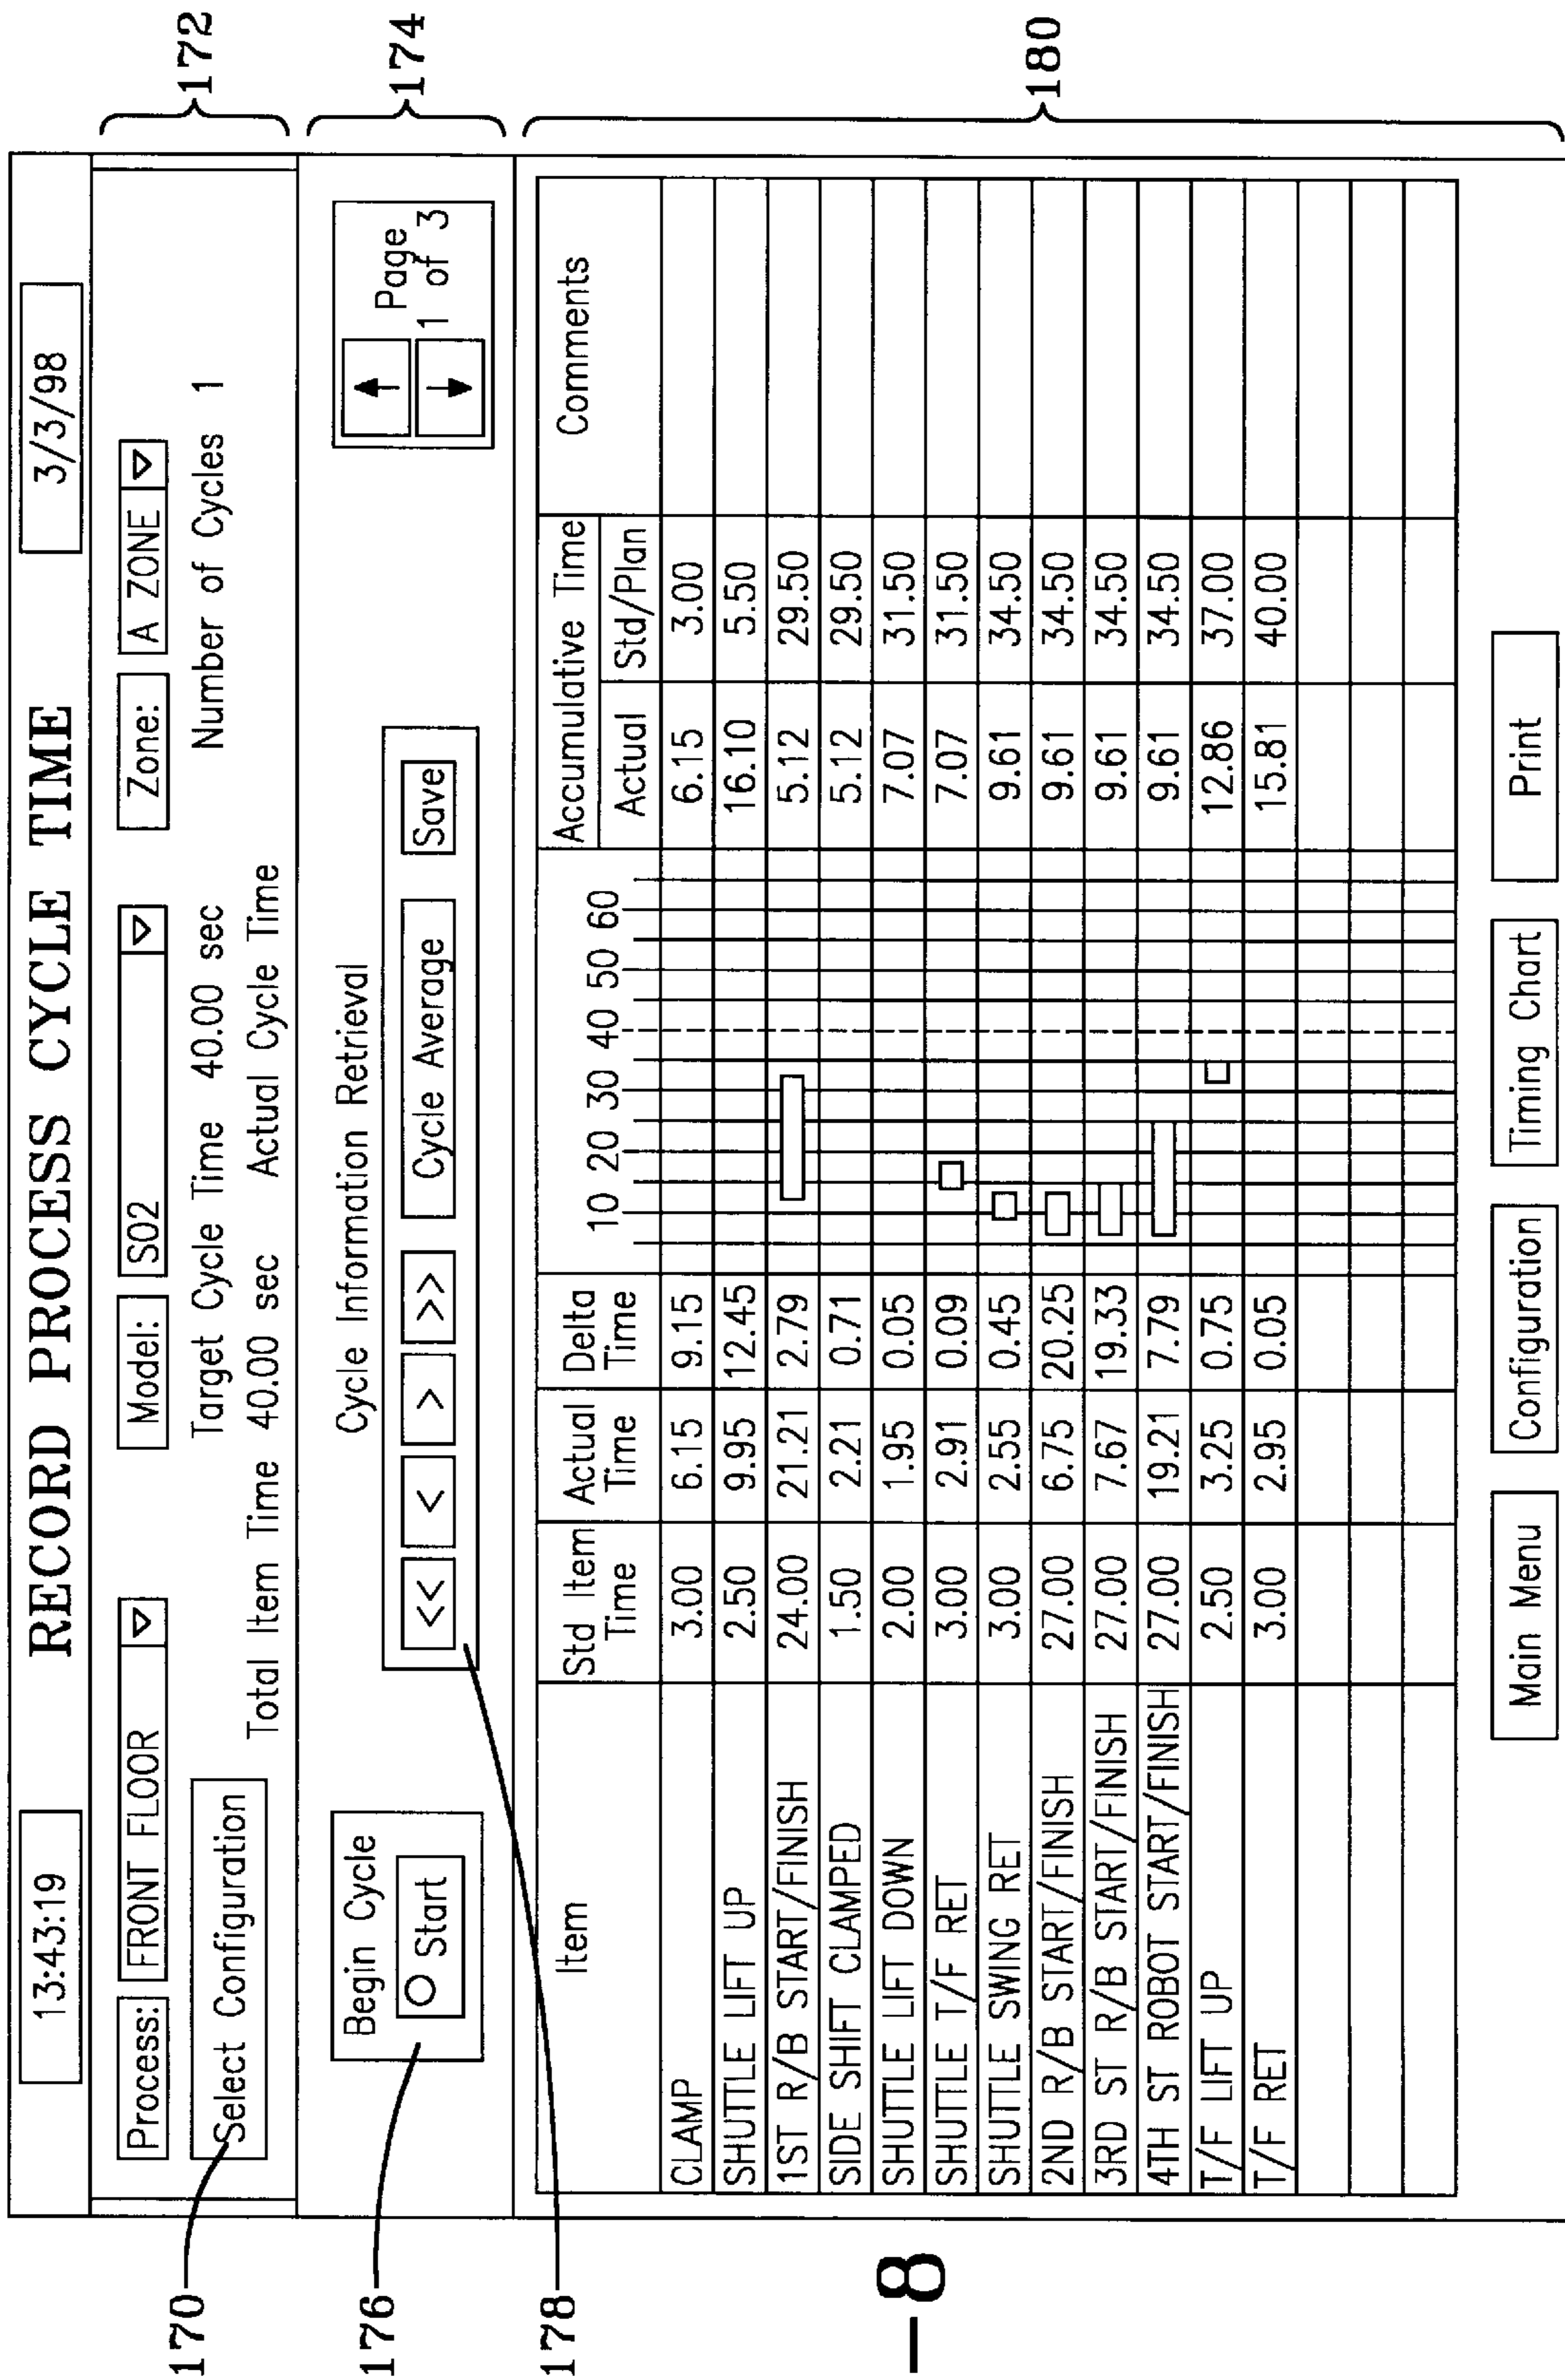 13:43:19 RECORD PROCESS CYCLE TIME 3/3/98
Process: FRONT FLOOR Model: S02 Zone: A ZONE
Select Configuration Target Cycle Time 40.00 sec Number of Cycles 1
Total Item Time 40.00 sec Actual Cycle Time
172
170
Begin Cycle Cycle Information Retrieval Page
Start << < > >> Cycle Average Save 1 of 3
174
176
178
Item Std Item Time Actual Time Delta Time 10 20 30 40 50 60 Accumulative Time Comments
Actual Std/Plan
CLAMP 3.00 6.15 9.15 6.15 3.00
SHUTTLE LIFT UP 2.50 9.95 12.45 16.10 5.50
1ST R/B START/FINISH 24.00 21.21 2.79 5.12 29.50
SIDE SHIFT CLAMPED 1.50 2.21 0.71 5.12 29.50
SHUTTLE LIFT DOWN 2.00 1.95 0.05 7.07 31.50
SHUTTLE T/F RET 3.00 2.91 0.09 7.07 31.50
SHUTTLE SWING RET 3.00 2.55 0.45 9.61 34.50
2ND R/B START/FINISH 27.00 6.75 20.25 9.61 34.50
3RD ST R/B START/FINISH 27.00 7.67 19.33 9.61 34.50
4TH ST ROBOT START/FINISH 27.00 19.21 7.79 9.61 34.50
T/F LIFT UP 2.50 3.25 0.75 12.86 37.00
T/F RET 3.00 2.95 0.05 15.81 40.00
180
Main Menu Configuration Timing Chart Print
-8